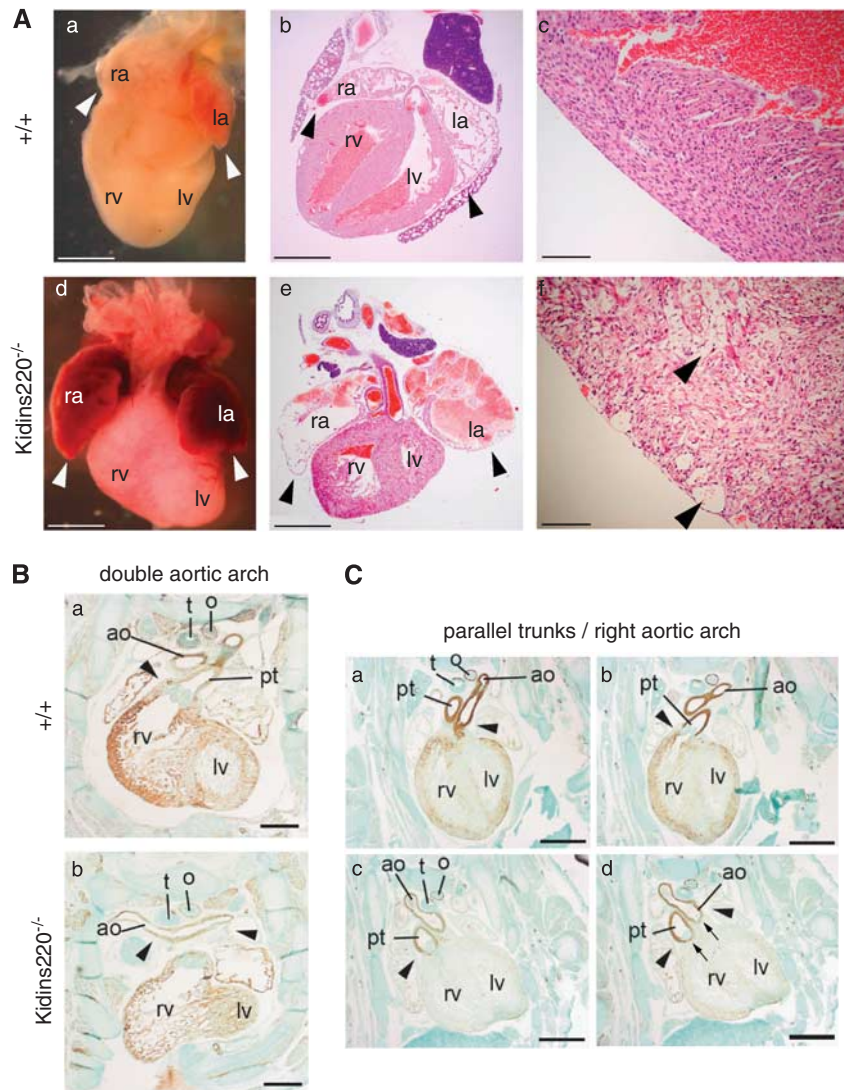 A
+/+
a
ra
la
rv
lv
b
ra
la
rv
lv
c
Kidins220-/-
d
ra
la
rv
lv
e
ra
la
rv
lv
f
B
double aortic arch
+/+
a
t
o
ao
pt
rv
lv
Kidins220-/-
b
t
o
ao
rv
lv
C
parallel trunks / right aortic arch
a
t
o
ao
pt
rv
lv
b
pt
ao
rv
lv
c
ao
t
o
pt
rv
lv
d
ao
pt
rv
lv